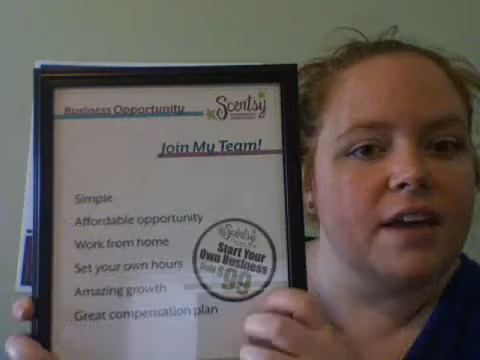 Business Opportunity
Scentsy
Join My Team!
Simple
Affordable opportunity
Work from home
Set your own hours
Amazing growth
Great compensation plan
Scentsy
Start Your
Own Business
Only $99